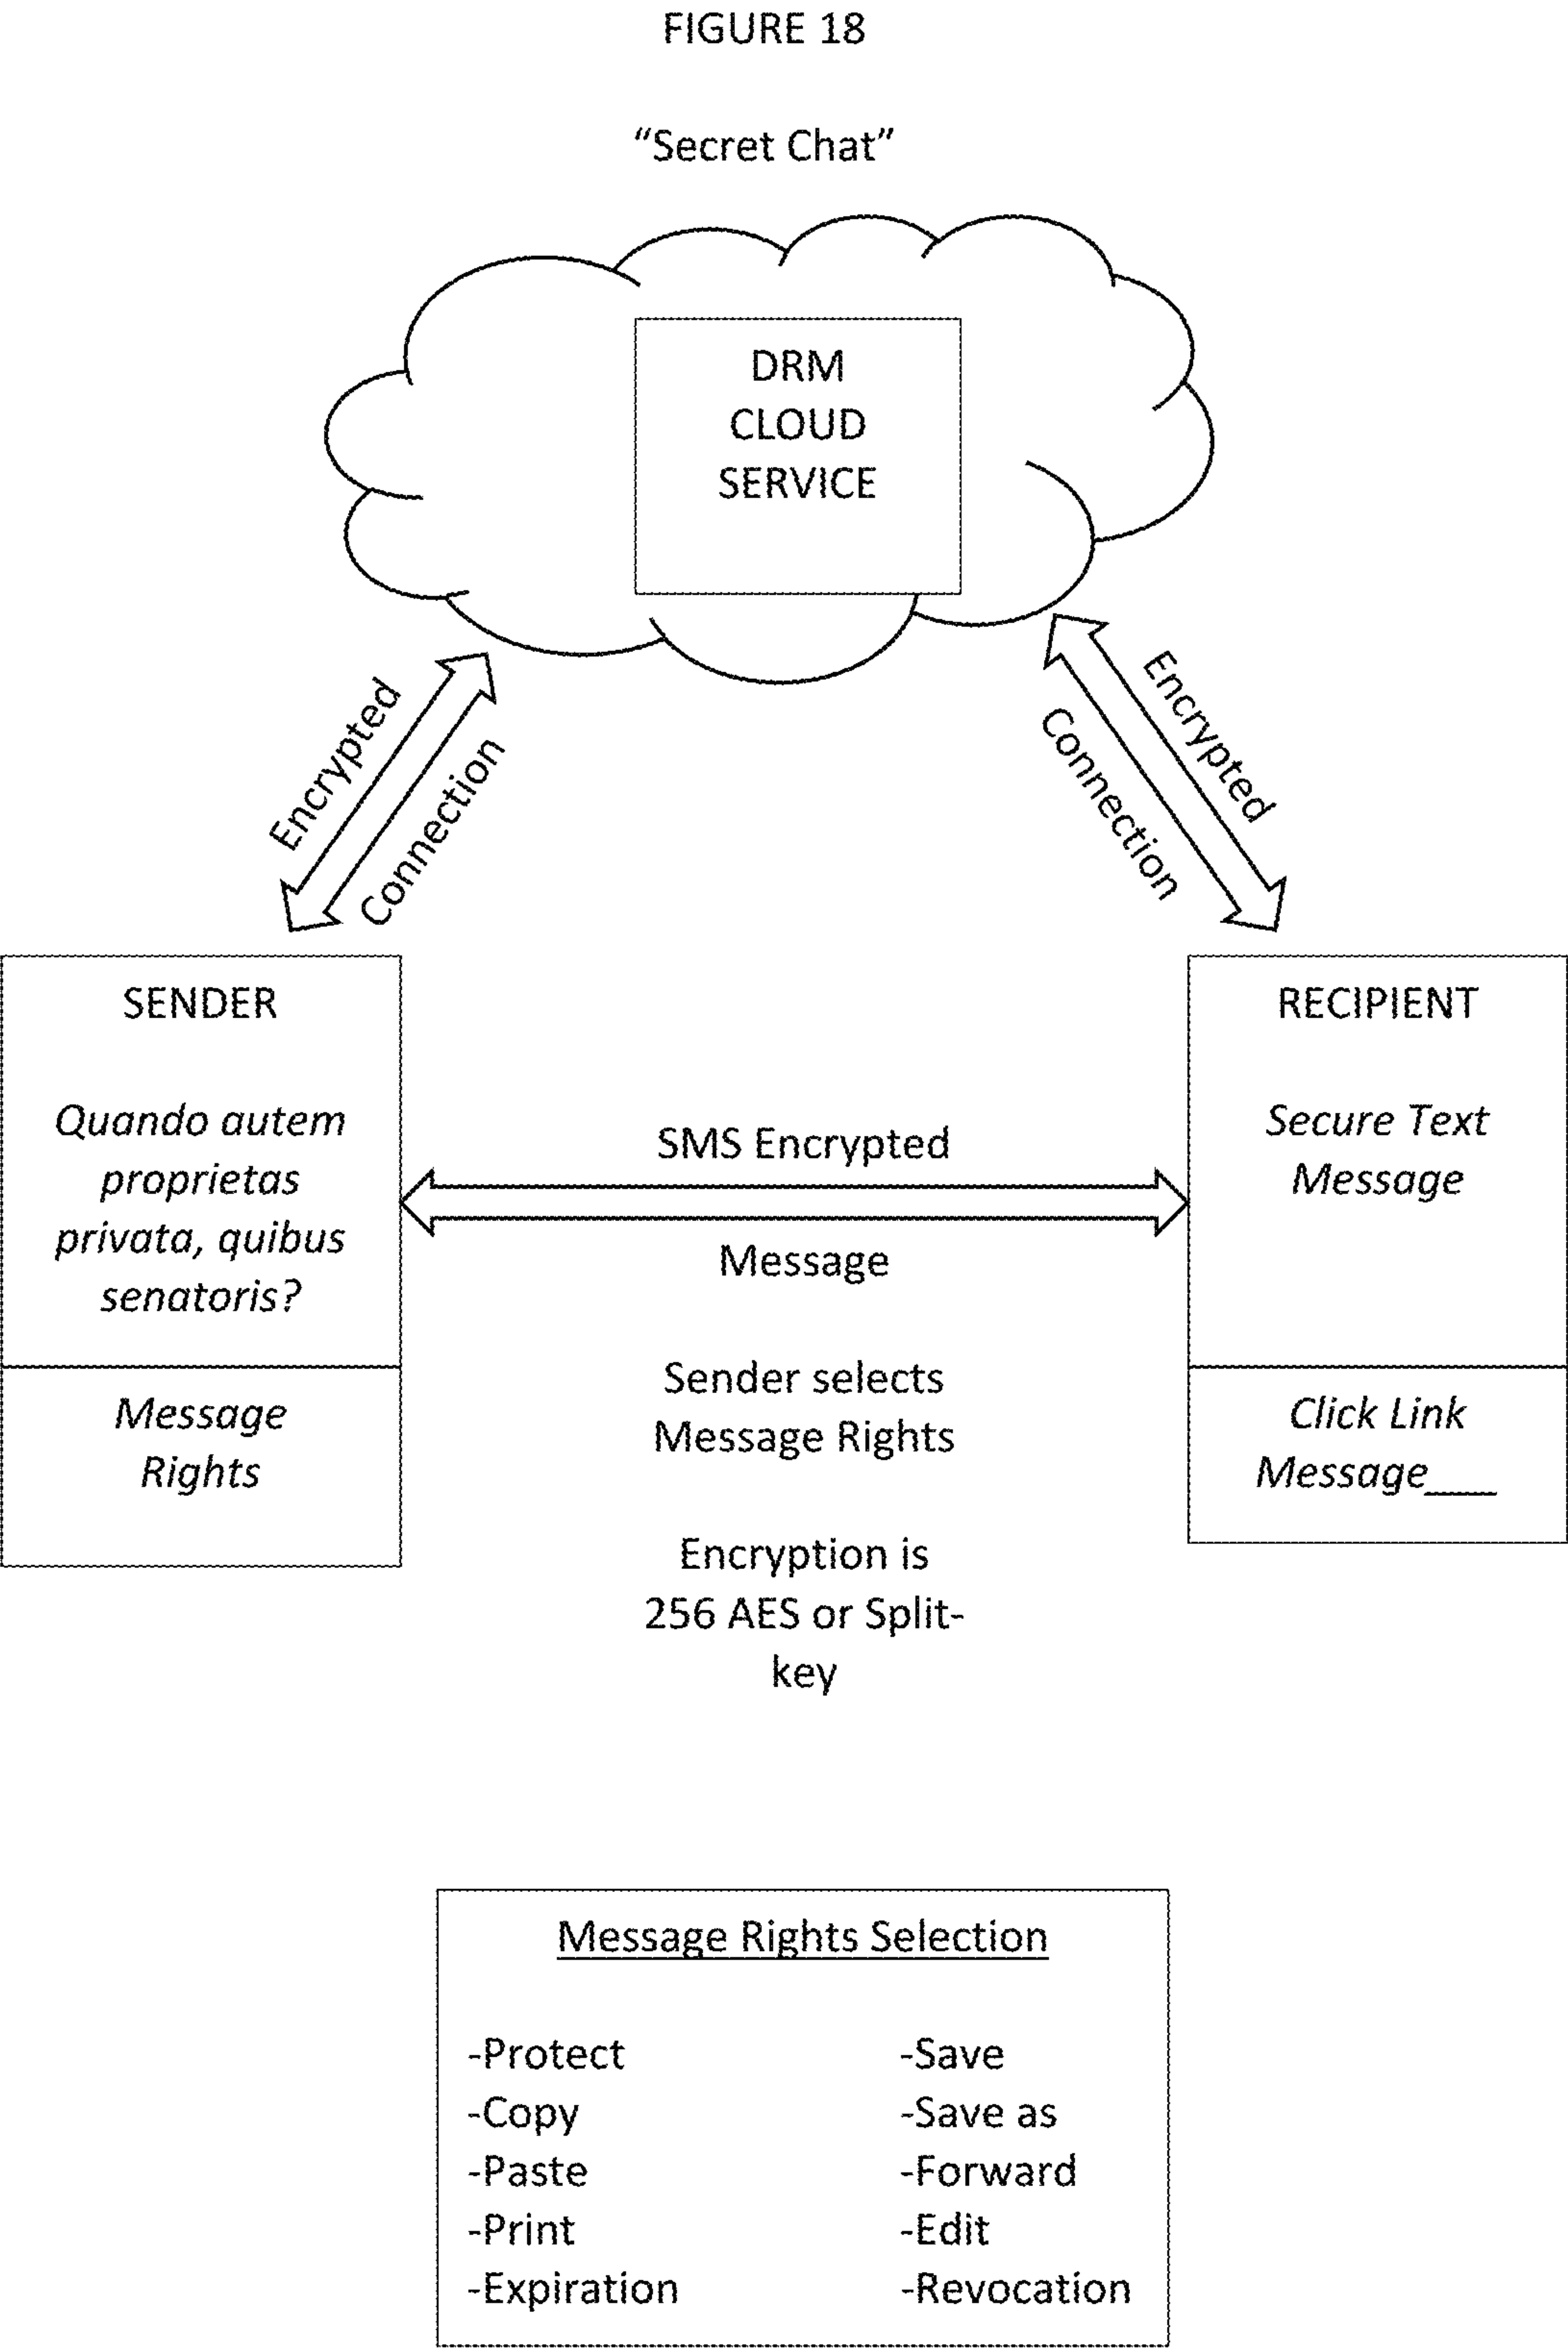 FIGURE 18
“Secret Chat”
DRM
CLOUD
SERVICE
Encrypted
Connection
Encrypted
Connection
SENDER
Quando autem
proprietas
privata, quibus
senatoris?
Message
Rights
SMS Encrypted
Message
Sender selects
Message Rights
Encryption is
256 AES or Split-
key
RECIPIENT
Secure Text
Message
Click Link
Message___
Message Rights Selection
-Protect
-Copy
-Paste
-Print
-Expiration
-Save
-Save as
-Forward
-Edit
-Revocation